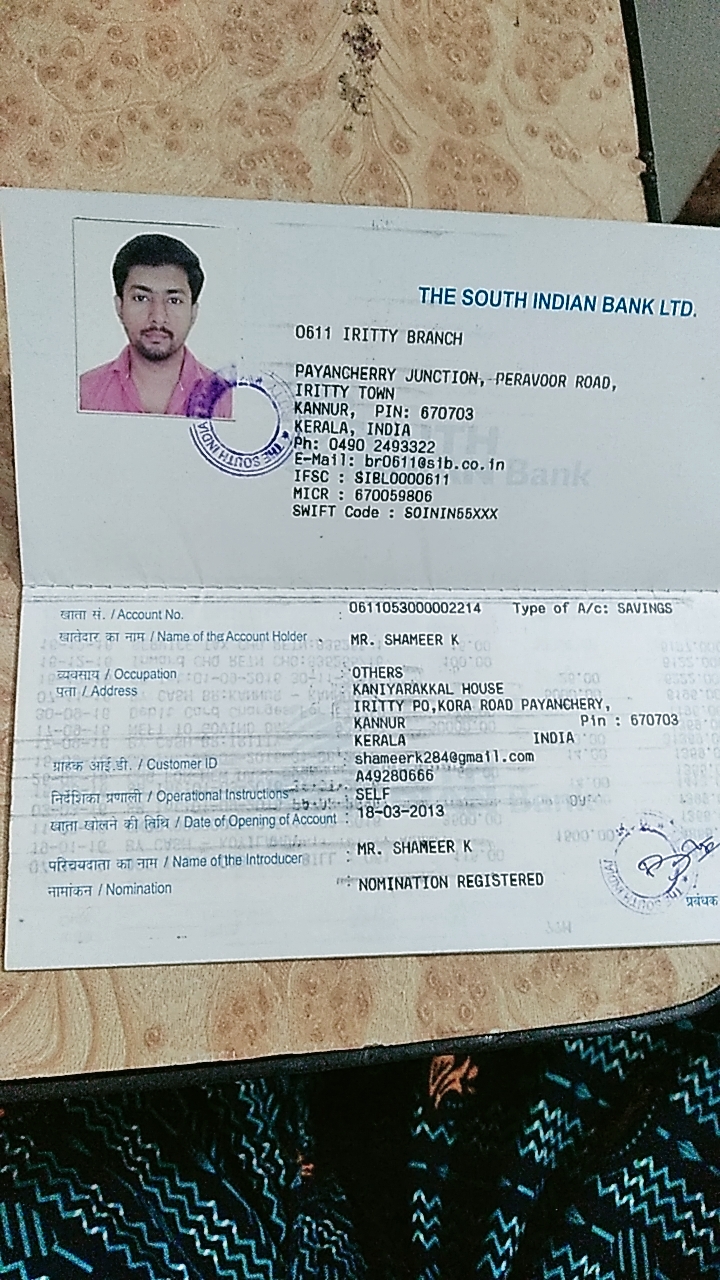 THE SOUTH INDIAN BANK LTD.
0611 IRITTY BRANCH
PAYANCHERRY JUNCTION, PERAVOOR ROAD,
IRITTY TOWN
KANNUR, PIN: 670703
KERALA, INDIA
Ph: 0490 2493322
E-Mail: br0611@sib.co.in
IFSC : SIBL0000611
MICR : 670059806
SWIFT Code : SOININ55XXX
THE SOUTH INDIA
खाता सं. / Account No. : 0611053000002214 Type of A/c: SAVINGS
खातेदार का नाम / Name of the Account Holder : MR. SHAMEER K
व्यवसाय / Occupation : OTHERS
पता / Address : KANIYARAKKAL HOUSE
IRITTY PO,KORA ROAD PAYANCHERY,
KANNUR Pin : 670703
KERALA INDIA
shameerk284@gmail.com
ग्राहक आई.डी. / Customer ID : A49280666
निर्देशिका प्रणाली / Operational Instructions : SELF
खाता खोलने की तिथि / Date of Opening of Account : 18-03-2013
परिचयदाता का नाम / Name of the Introducer : MR. SHAMEER K
नामांकन / Nomination : NOMINATION REGISTERED
प्रबंधक